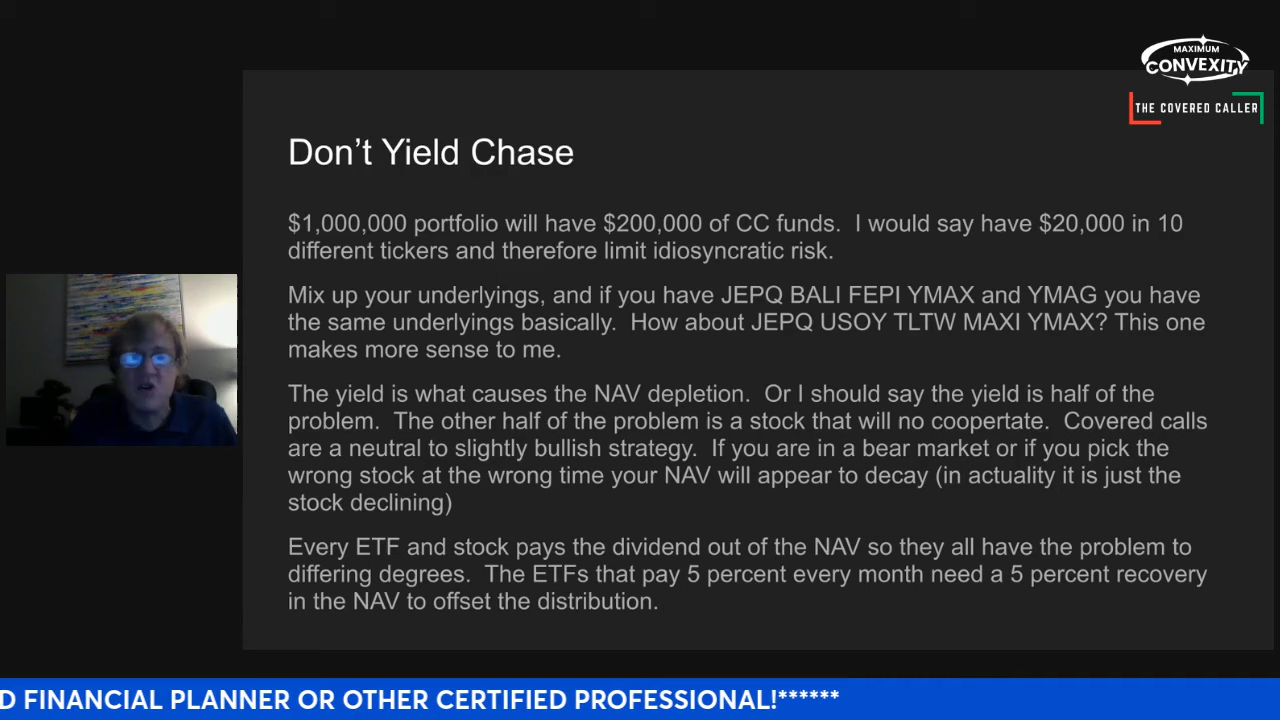 MAXIMUM
CONVEXITY
THE COVERED CALLER
Don’t Yield Chase
$1,000,000 portfolio will have $200,000 of CC funds.  I would say have $20,000 in 10
different tickers and therefore limit idiosyncratic risk.
Mix up your underlyings, and if you have JEPQ BALI FEPI YMAX and YMAG you have
the same underlyings basically.  How about JEPQ USOY TLTW MAXI YMAX? This one
makes more sense to me.
The yield is what causes the NAV depletion.  Or I should say the yield is half of the
problem.  The other half of the problem is a stock that will no coopertate.  Covered calls
are a neutral to slightly bullish strategy.  If you are in a bear market or if you pick the
wrong stock at the wrong time your NAV will appear to decay (in actuality it is just the
stock declining)
Every ETF and stock pays the dividend out of the NAV so they all have the problem to
differing degrees.  The ETFs that pay 5 percent every month need a 5 percent recovery
in the NAV to offset the distribution.
D FINANCIAL PLANNER OR OTHER CERTIFIED PROFESSIONAL!******